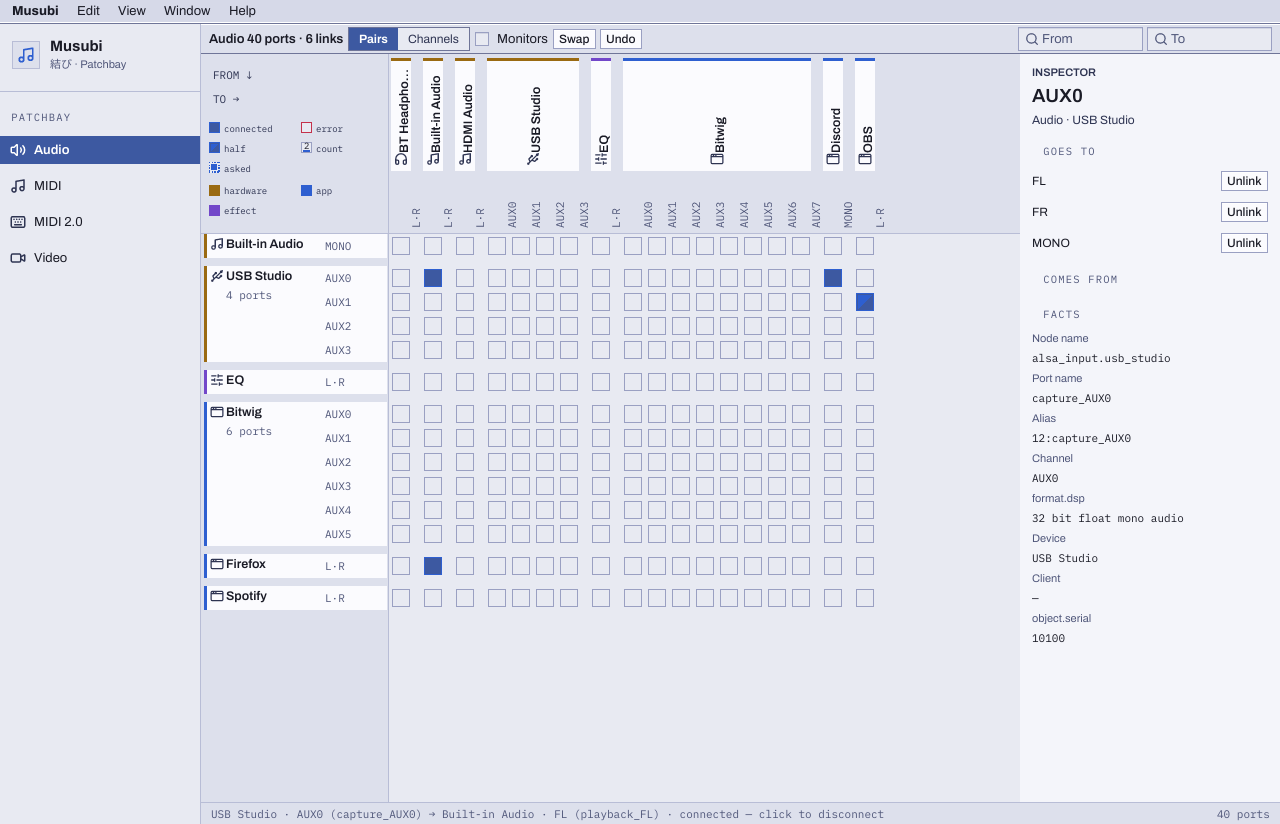 Musubi Edit View Window Help
Musubi
結び · Patchbay
PATCHBAY
Audio
MIDI
MIDI 2.0
Video
Audio 40 ports · 6 links Pairs Channels Monitors Swap Undo From To
FROM ↓
TO →
connected error
half 2 count
asked
hardware app
effect
BT Headpho… Built-in Audio HDMI Audio USB Studio EQ Bitwig Discord OBS
L·R L·R L·R AUX0 AUX1 AUX2 AUX3 L·R AUX0 AUX1 AUX2 AUX3 AUX4 AUX5 AUX6 AUX7 MONO L·R
Built-in Audio MONO
USB Studio AUX0
4 ports
AUX1
AUX2
AUX3
EQ L·R
Bitwig AUX0
6 ports
AUX1
AUX2
AUX3
AUX4
AUX5
Firefox L·R
Spotify L·R
INSPECTOR
AUX0
Audio · USB Studio
GOES TO
FL Unlink
FR Unlink
MONO Unlink
COMES FROM
FACTS
Node name
alsa_input.usb_studio
Port name
capture_AUX0
Alias
12:capture_AUX0
Channel
AUX0
format.dsp
32 bit float mono audio
Device
USB Studio
Client
—
object.serial
10100
USB Studio · AUX0 (capture_AUX0) → Built-in Audio · FL (playback_FL) · connected — click to disconnect 40 ports